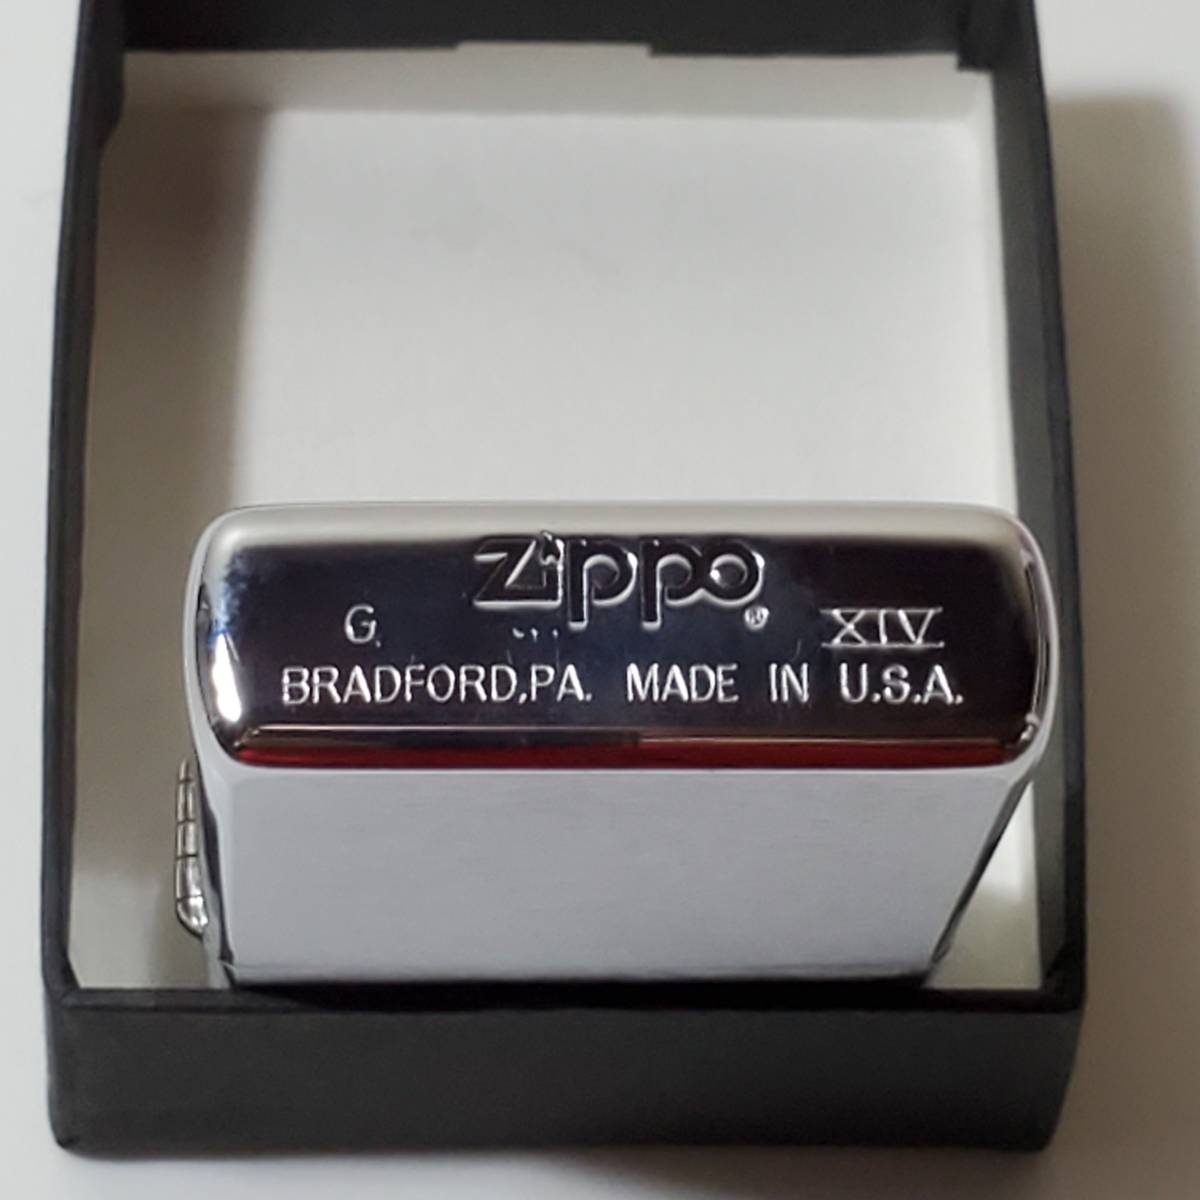 Zippo®
G XIV
BRADFORD,PA. MADE IN U.S.A.